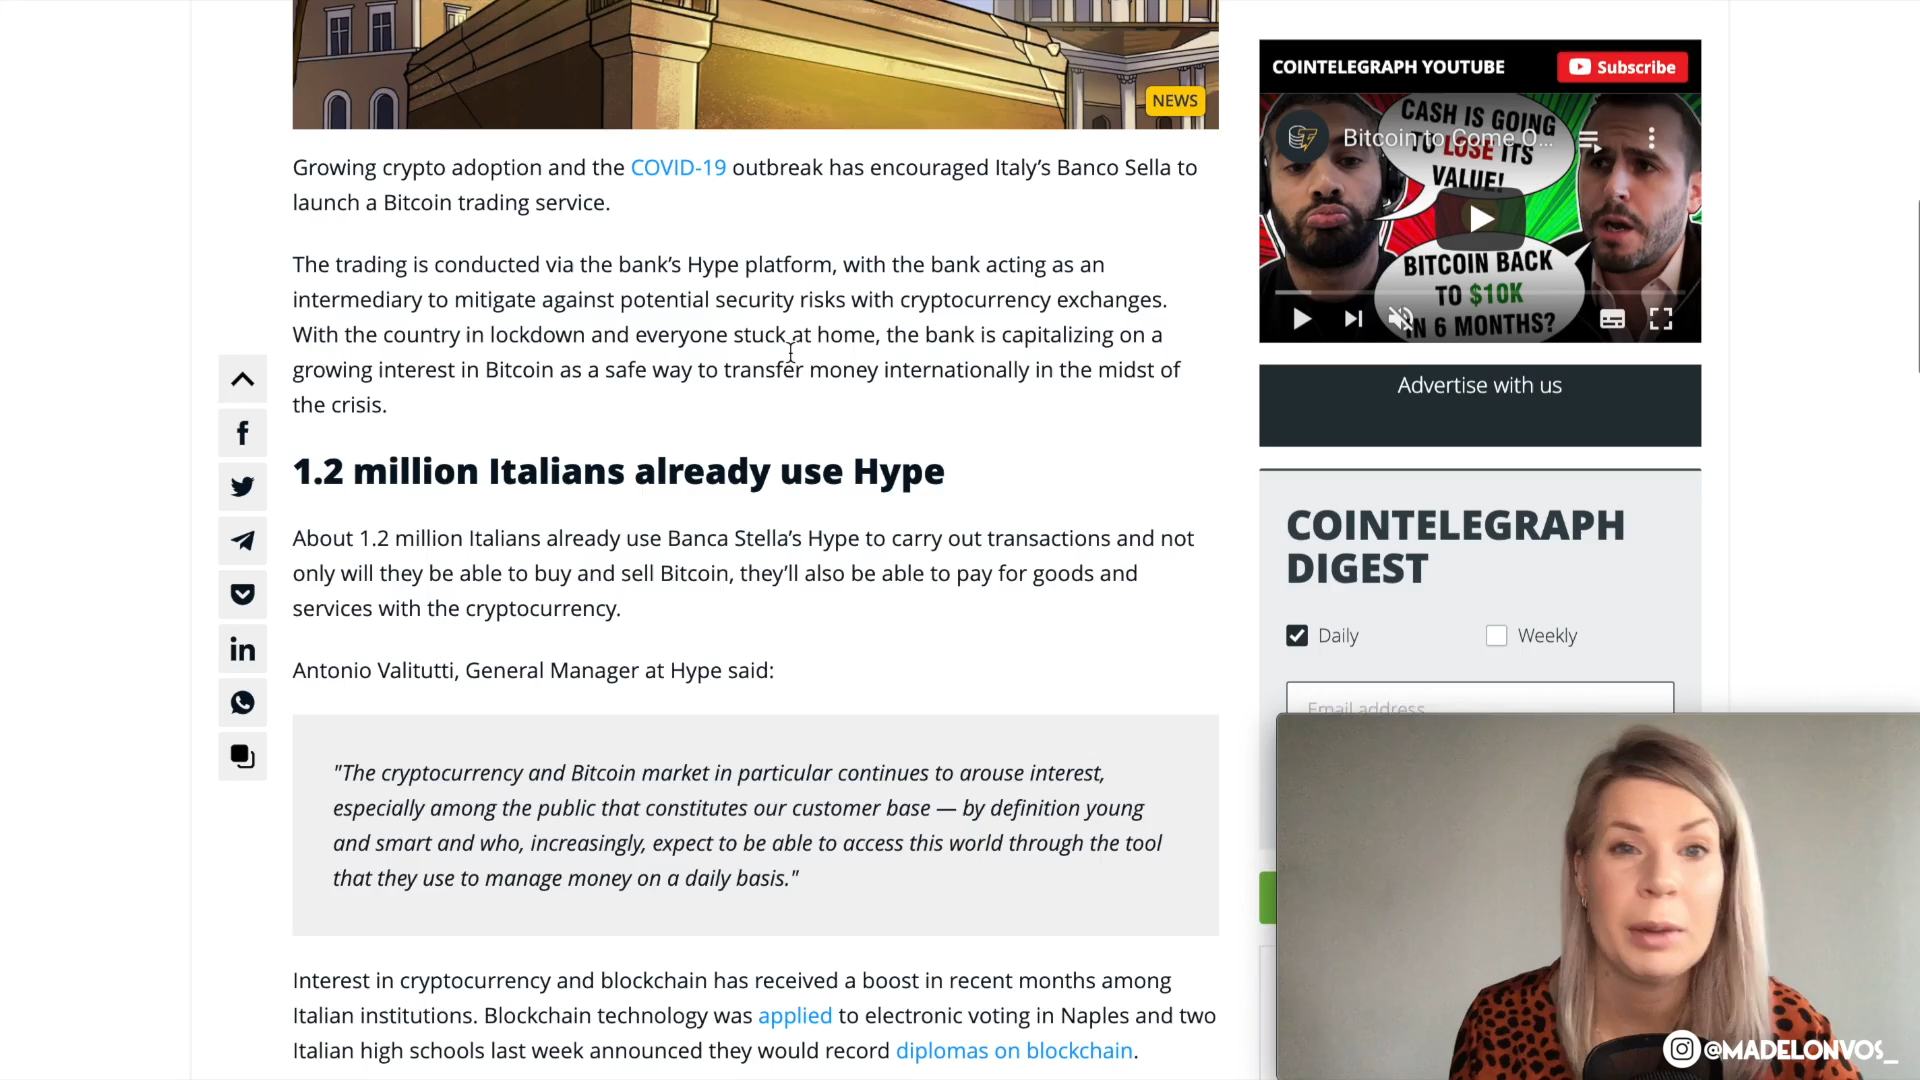 NEWS
Growing crypto adoption and the COVID-19 outbreak has encouraged Italy’s Banco Sella to
launch a Bitcoin trading service.
The trading is conducted via the bank’s Hype platform, with the bank acting as an
intermediary to mitigate against potential security risks with cryptocurrency exchanges.
With the country in lockdown and everyone stuck at home, the bank is capitalizing on a
growing interest in Bitcoin as a safe way to transfer money internationally in the midst of
the crisis.
1.2 million Italians already use Hype
About 1.2 million Italians already use Banca Stella’s Hype to carry out transactions and not
only will they be able to buy and sell Bitcoin, they’ll also be able to pay for goods and
services with the cryptocurrency.
Antonio Valitutti, General Manager at Hype said:
"The cryptocurrency and Bitcoin market in particular continues to arouse interest,
especially among the public that constitutes our customer base — by definition young
and smart and who, increasingly, expect to be able to access this world through the tool
that they use to manage money on a daily basis."
Interest in cryptocurrency and blockchain has received a boost in recent months among
Italian institutions. Blockchain technology was applied to electronic voting in Naples and two
Italian high schools last week announced they would record diplomas on blockchain.
COINTELEGRAPH YOUTUBE
Subscribe
Bitcoin to Come O...
CASH IS GOING
TO LOSE ITS
VALUE!
BITCOIN BACK
TO $10K
IN 6 MONTHS?
Advertise with us
COINTELEGRAPH
DIGEST
Daily
Weekly
Email address
@MADELONVOS_